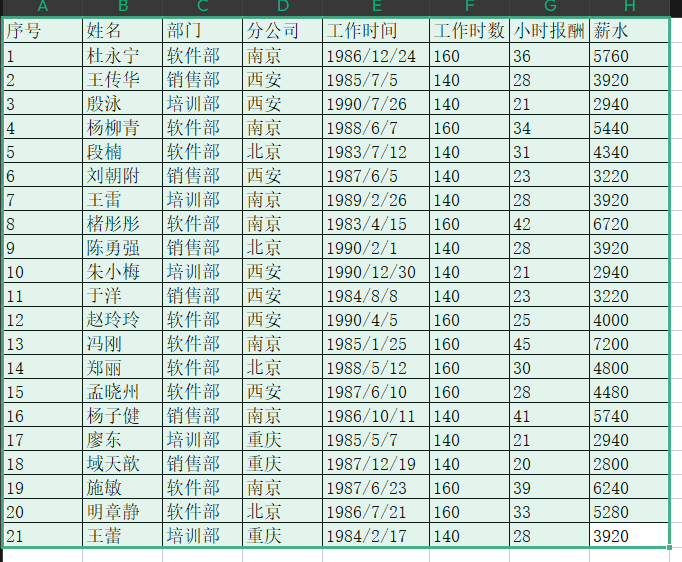 A B C D E F G H
序号 姓名 部门 分公司 工作时间 工作时数 小时报酬 薪水
1 杜永宁 软件部 南京 1986/12/24 160 36 5760
2 王传华 销售部 西安 1985/7/5 140 28 3920
3 殷泳 培训部 西安 1990/7/26 140 21 2940
4 杨柳青 软件部 南京 1988/6/7 160 34 5440
5 段楠 软件部 北京 1983/7/12 140 31 4340
6 刘朝附 销售部 西安 1987/6/5 140 23 3220
7 王雷 培训部 南京 1989/2/26 140 28 3920
8 楮彤彤 软件部 南京 1983/4/15 160 42 6720
9 陈勇强 销售部 北京 1990/2/1 140 28 3920
10 朱小梅 培训部 西安 1990/12/30 140 21 2940
11 于洋 销售部 西安 1984/8/8 140 23 3220
12 赵玲玲 软件部 西安 1990/4/5 160 25 4000
13 冯刚 软件部 南京 1985/1/25 160 45 7200
14 郑丽 软件部 北京 1988/5/12 160 30 4800
15 孟晓州 软件部 西安 1987/6/10 160 28 4480
16 杨子健 销售部 南京 1986/10/11 140 41 5740
17 廖东 培训部 重庆 1985/5/7 140 21 2940
18 域天歆 销售部 重庆 1987/12/19 140 20 2800
19 施敏 软件部 南京 1987/6/23 160 39 6240
20 明章静 软件部 北京 1986/7/21 160 33 5280
21 王蕾 培训部 重庆 1984/2/17 140 28 3920